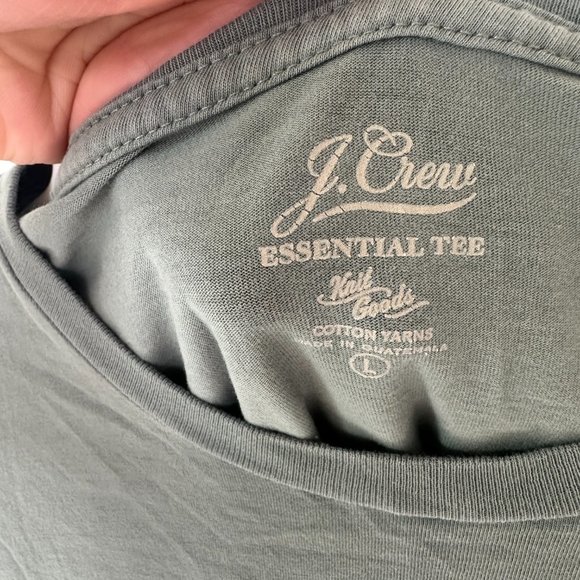 J. Crew
ESSENTIAL TEE
Knit
Goods
COTTON YARNS
MADE IN GUATEMALA
L